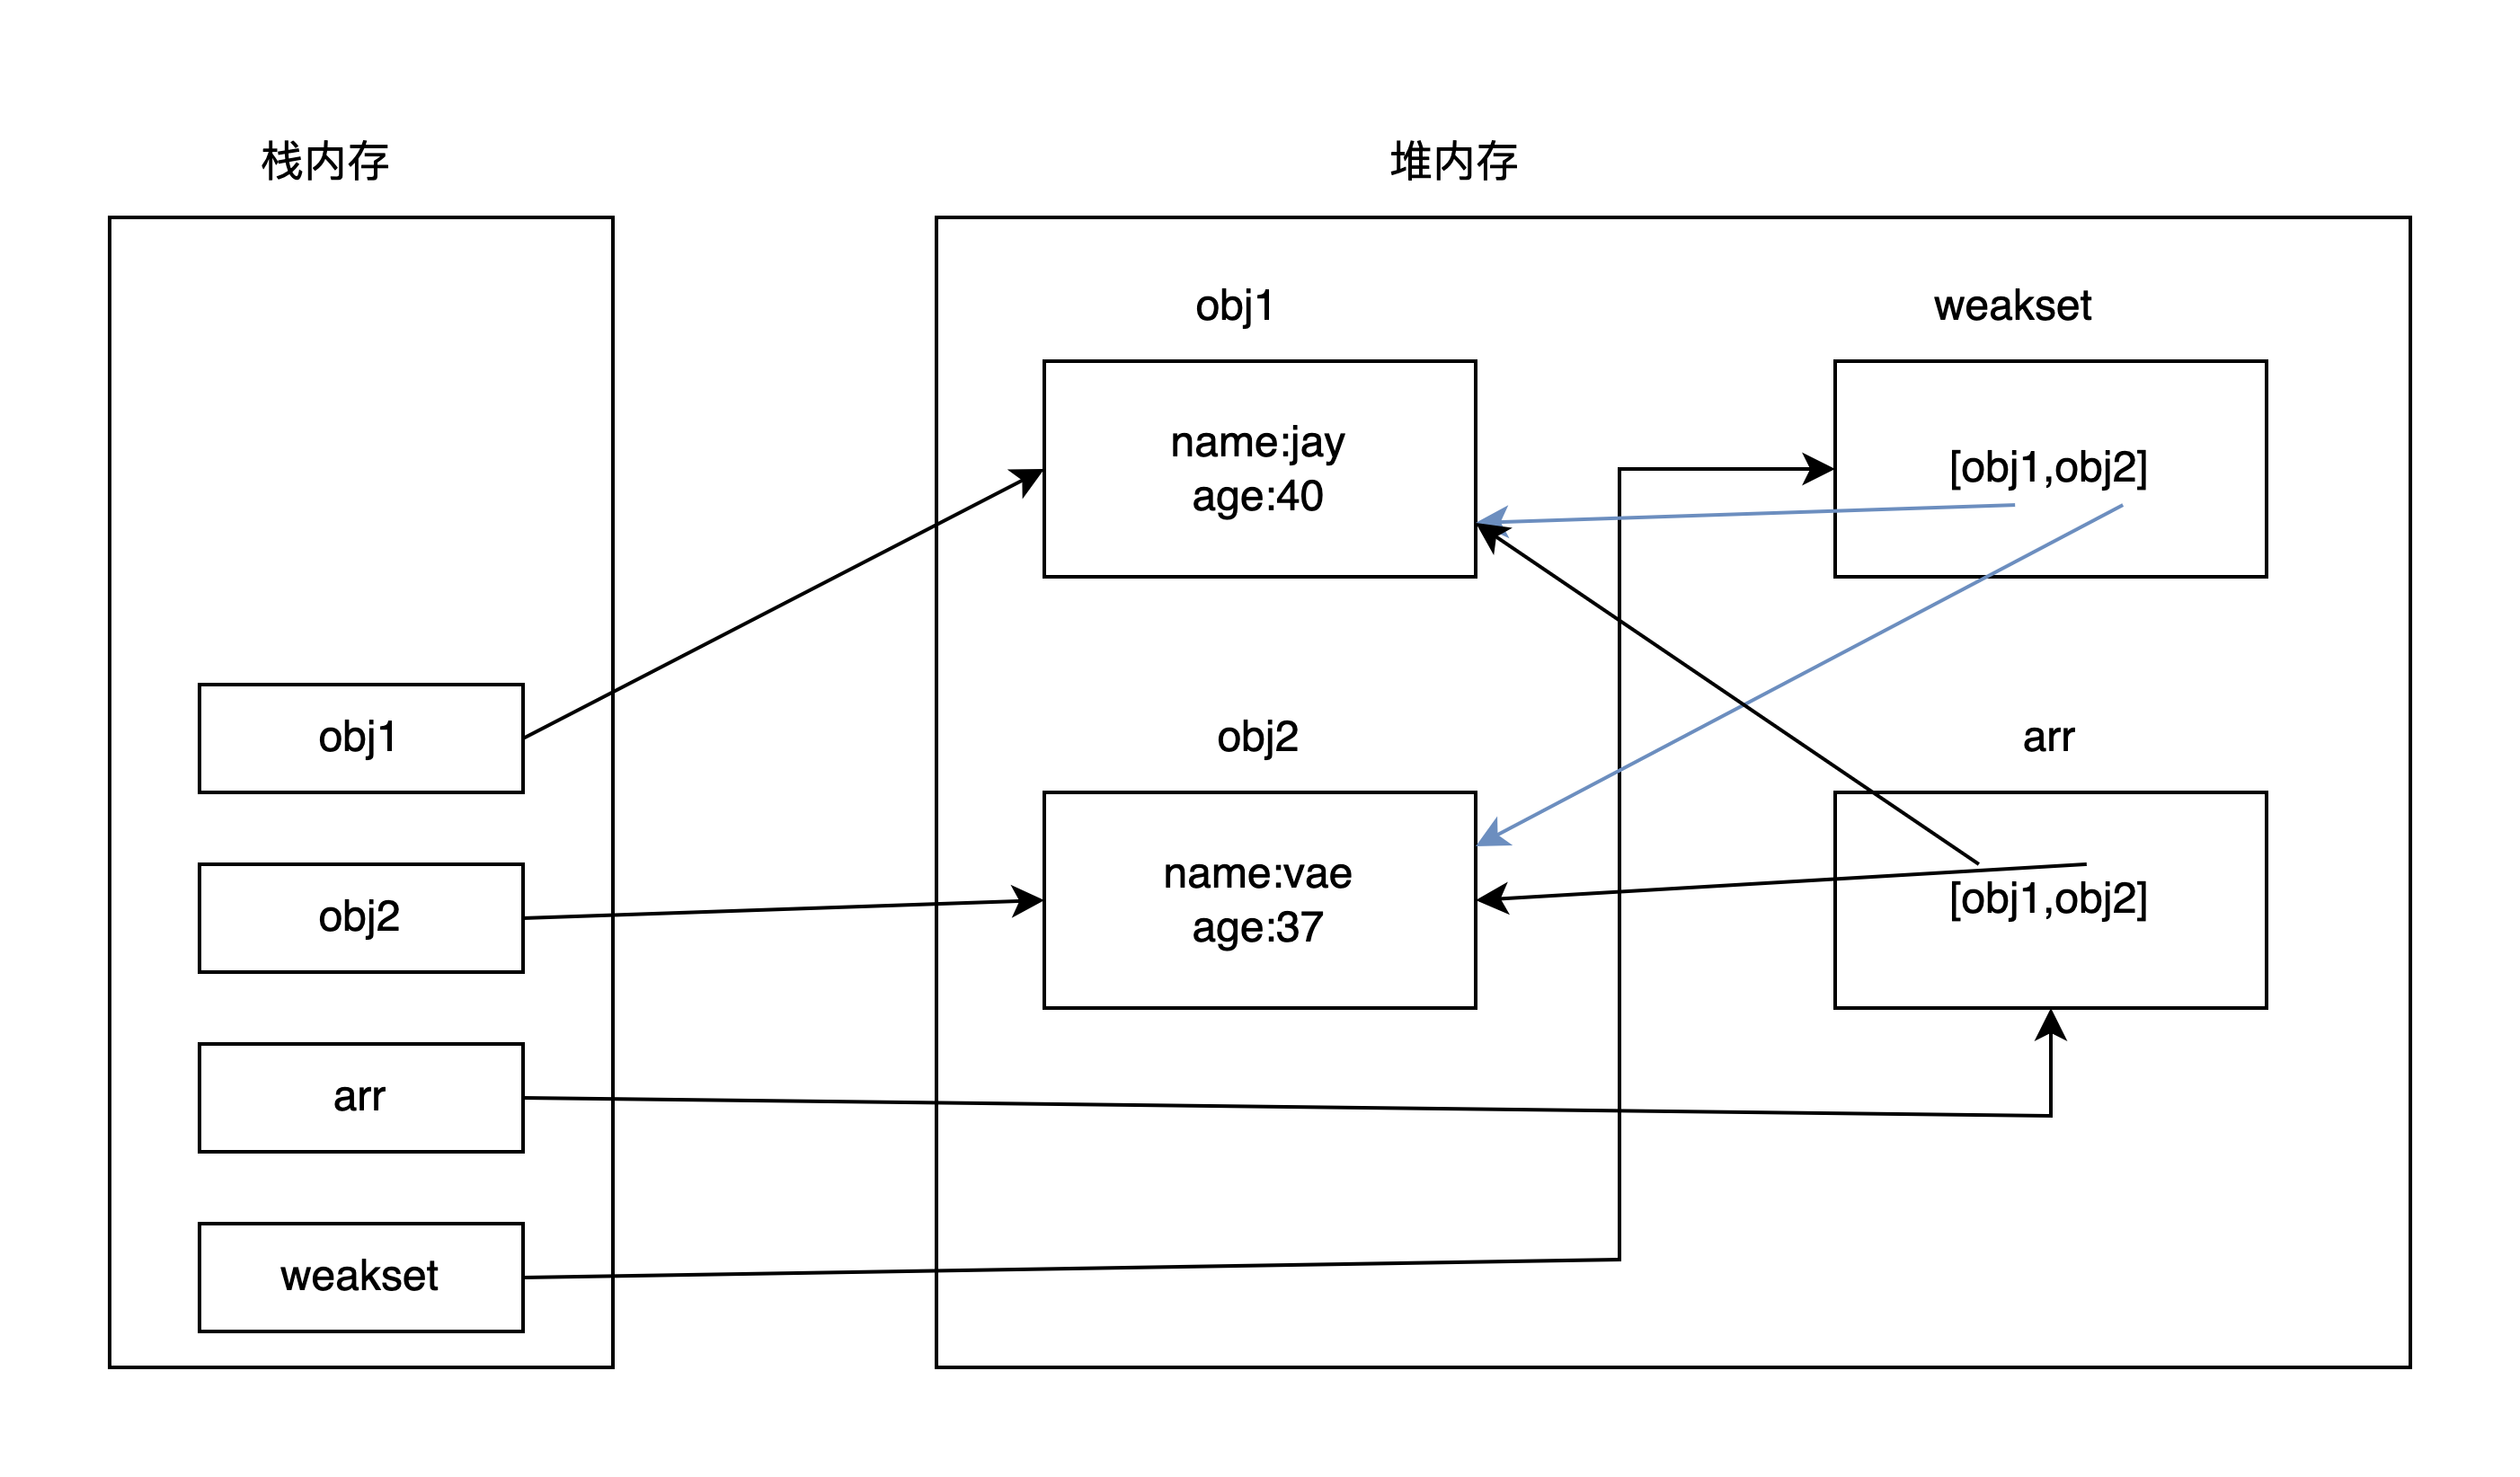 栈内存
堆内存
obj1
obj2
arr
weakset
obj1
name:jay
age:40
weakset
[obj1,obj2]
obj2
name:vae
age:37
arr
[obj1,obj2]